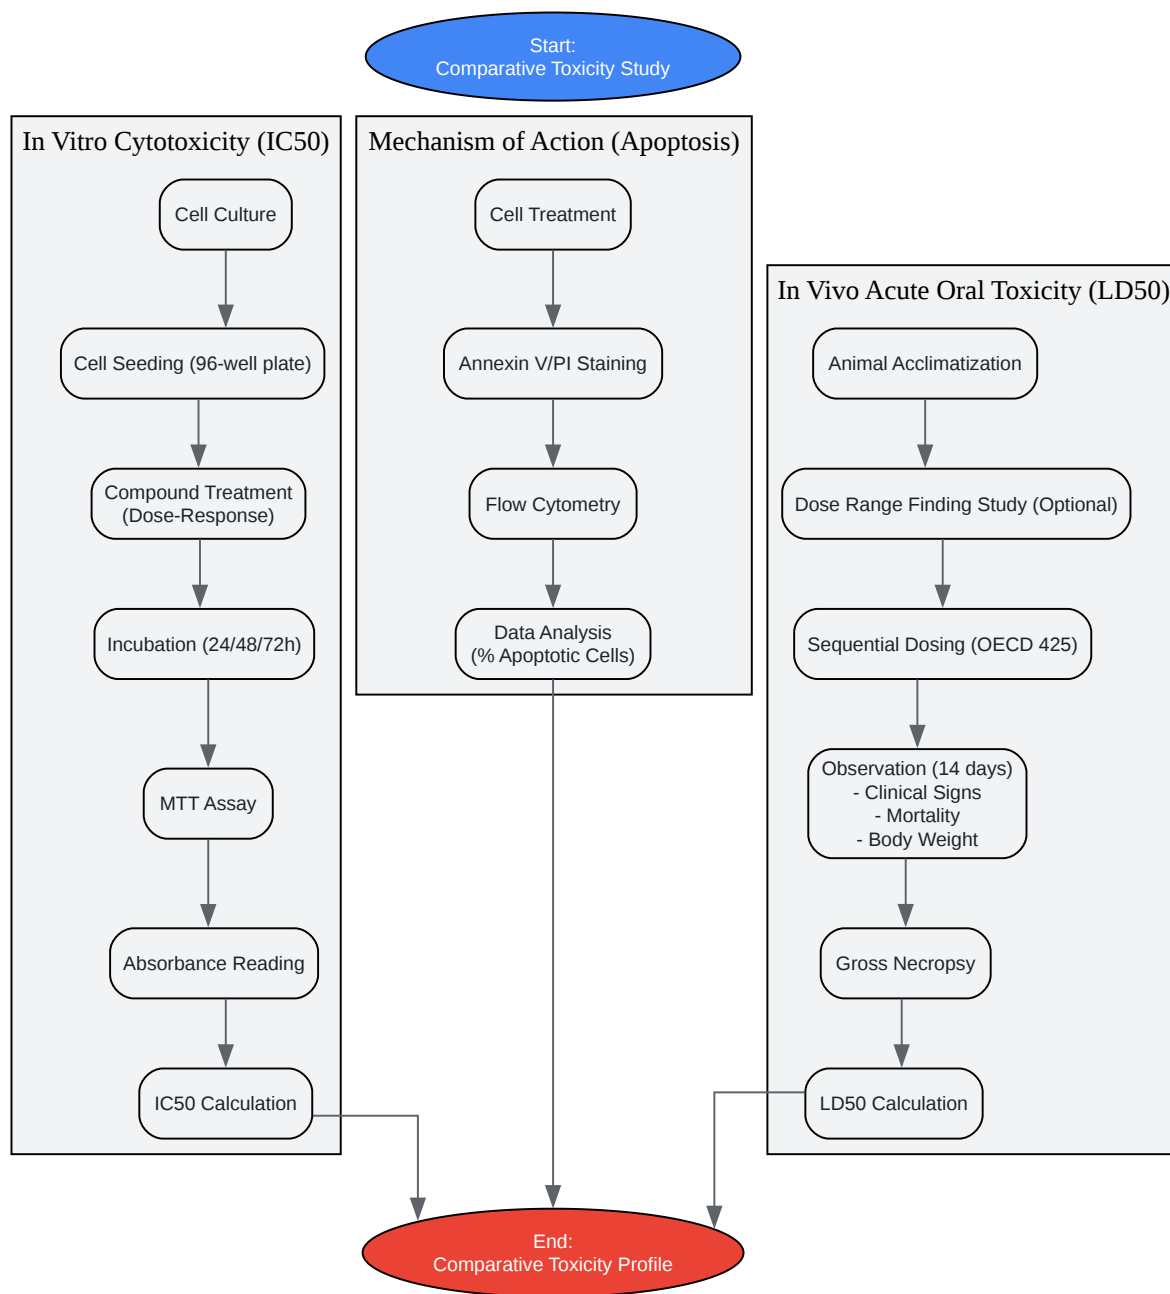 Start:
Comparative Toxicity Study
In Vitro Cytotoxicity (IC50)
Cell Culture
Cell Seeding (96-well plate)
Compound Treatment
(Dose-Response)
Incubation (24/48/72h)
MTT Assay
Absorbance Reading
IC50 Calculation
Mechanism of Action (Apoptosis)
Cell Treatment
Annexin V/PI Staining
Flow Cytometry
Data Analysis
(% Apoptotic Cells)
In Vivo Acute Oral Toxicity (LD50)
Animal Acclimatization
Dose Range Finding Study (Optional)
Sequential Dosing (OECD 425)
Observation (14 days)
- Clinical Signs
- Mortality
- Body Weight
Gross Necropsy
LD50 Calculation
End:
Comparative Toxicity Profile